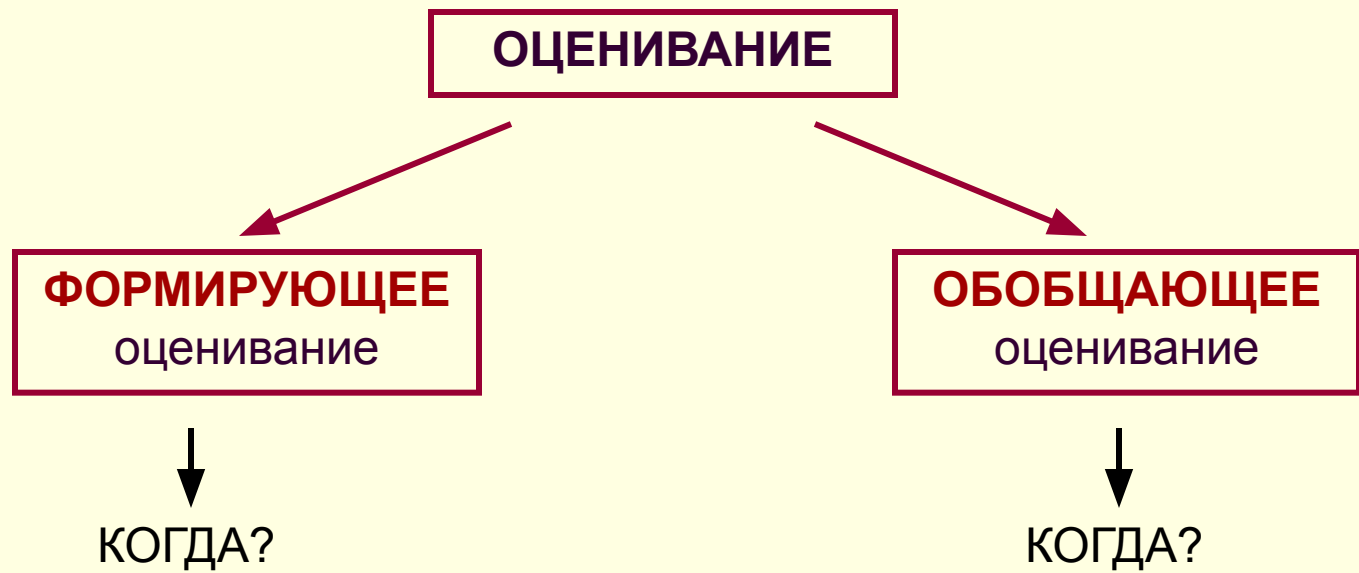 ОЦЕНИВАНИЕ
ФОРМИРУЮЩЕЕ
оценивание
ОБОБЩАЮЩЕЕ
оценивание
КОГДА?
КОГДА?